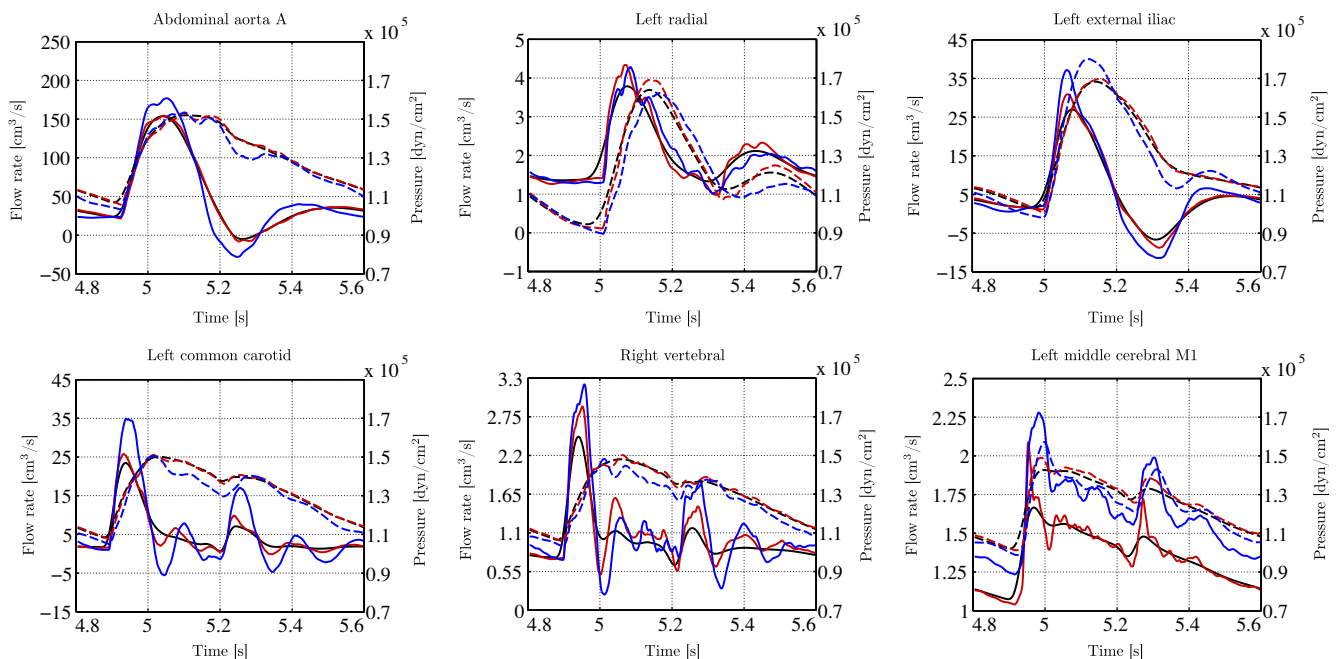 Abdominal aorta A
x 10^5
Flow rate [cm^3/s]
250
200
150
100
50
0
−50
1.7
1.5
1.3
1.1
0.9
0.7
Pressure [dyn/cm^2]
4.8 5 5.2 5.4 5.6
Time [s]
Left radial
x 10^5
Flow rate [cm^3/s]
5
4
3
2
1
0
−1
1.7
1.5
1.3
1.1
0.9
0.7
Pressure [dyn/cm^2]
4.8 5 5.2 5.4 5.6
Time [s]
Left external iliac
x 10^5
Flow rate [cm^3/s]
45
35
25
15
5
−5
−15
1.7
1.5
1.3
1.1
0.9
0.7
Pressure [dyn/cm^2]
4.8 5 5.2 5.4 5.6
Time [s]
Left common carotid
x 10^5
Flow rate [cm^3/s]
45
35
25
15
5
−5
−15
1.7
1.5
1.3
1.1
0.9
0.7
Pressure [dyn/cm^2]
4.8 5 5.2 5.4 5.6
Time [s]
Right vertebral
x 10^5
Flow rate [cm^3/s]
3.3
2.75
2.2
1.65
1.1
0.55
0
1.7
1.5
1.3
1.1
0.9
0.7
Pressure [dyn/cm^2]
4.8 5 5.2 5.4 5.6
Time [s]
Left middle cerebral M1
x 10^5
Flow rate [cm^3/s]
2.5
2.25
2
1.75
1.5
1.25
1
1.7
1.5
1.3
1.1
0.9
0.7
Pressure [dyn/cm^2]
4.8 5 5.2 5.4 5.6
Time [s]